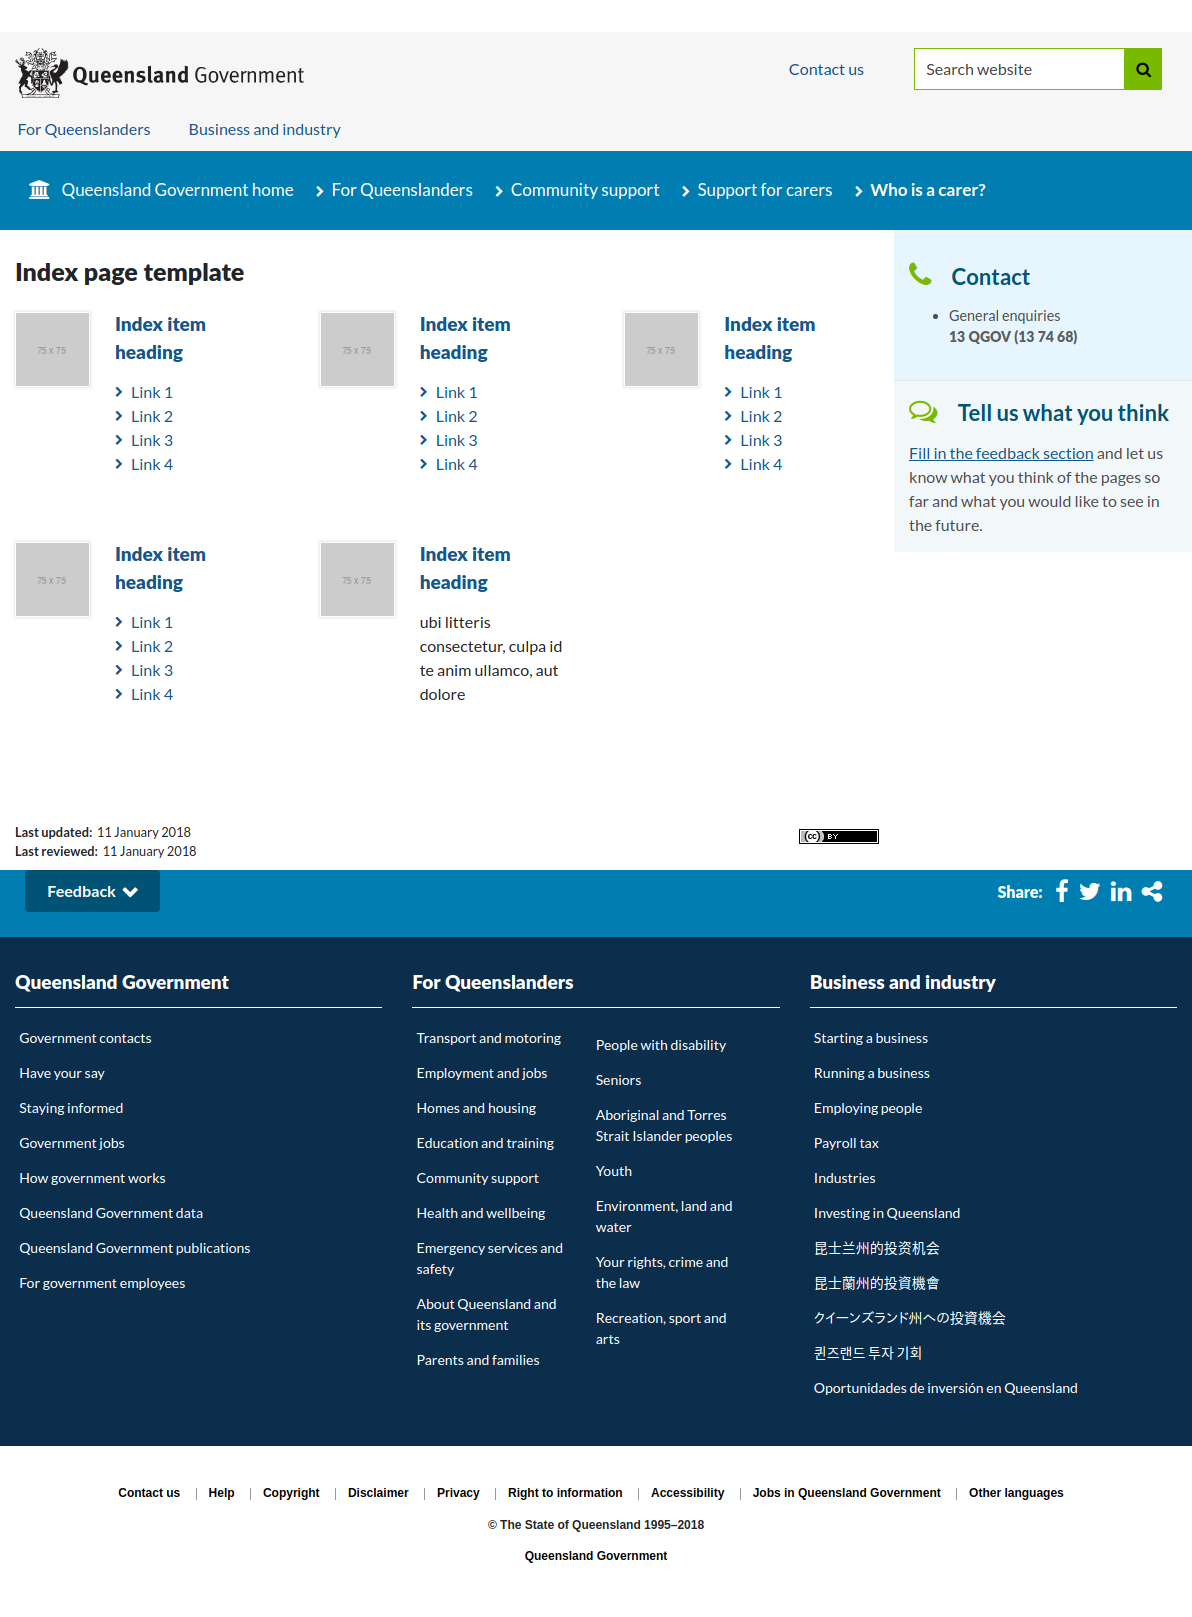 Queensland Government
Contact us
Search website
For Queenslanders
Business and industry
Queensland Government home
For Queenslanders
Community support
Support for carers
Who is a carer?
Index page template
75 x 75
Index item
heading
Link 1
Link 2
Link 3
Link 4
75 x 75
Index item
heading
Link 1
Link 2
Link 3
Link 4
75 x 75
Index item
heading
Link 1
Link 2
Link 3
Link 4
75 x 75
Index item
heading
Link 1
Link 2
Link 3
Link 4
75 x 75
Index item
heading
ubi litteris
consectetur, culpa id
te anim ullamco, aut
dolore
Contact
General enquiries
13 QGOV (13 74 68)
Tell us what you think
Fill in the feedback section and let us
know what you think of the pages so
far and what you would like to see in
the future.
Last updated: 11 January 2018
Last reviewed: 11 January 2018
cc BY
Feedback
Share:
Queensland Government
Government contacts
Have your say
Staying informed
Government jobs
How government works
Queensland Government data
Queensland Government publications
For government employees
For Queenslanders
Transport and motoring
Employment and jobs
Homes and housing
Education and training
Community support
Health and wellbeing
Emergency services and
safety
About Queensland and
its government
Parents and families
People with disability
Seniors
Aboriginal and Torres
Strait Islander peoples
Youth
Environment, land and
water
Your rights, crime and
the law
Recreation, sport and
arts
Business and industry
Starting a business
Running a business
Employing people
Payroll tax
Industries
Investing in Queensland
昆士兰州的投资机会
昆士蘭州的投資機會
クイーンズランド州への投資機会
퀸즈랜드 투자 기회
Oportunidades de inversión en Queensland
Contact us
Help
Copyright
Disclaimer
Privacy
Right to information
Accessibility
Jobs in Queensland Government
Other languages
© The State of Queensland 1995–2018
Queensland Government